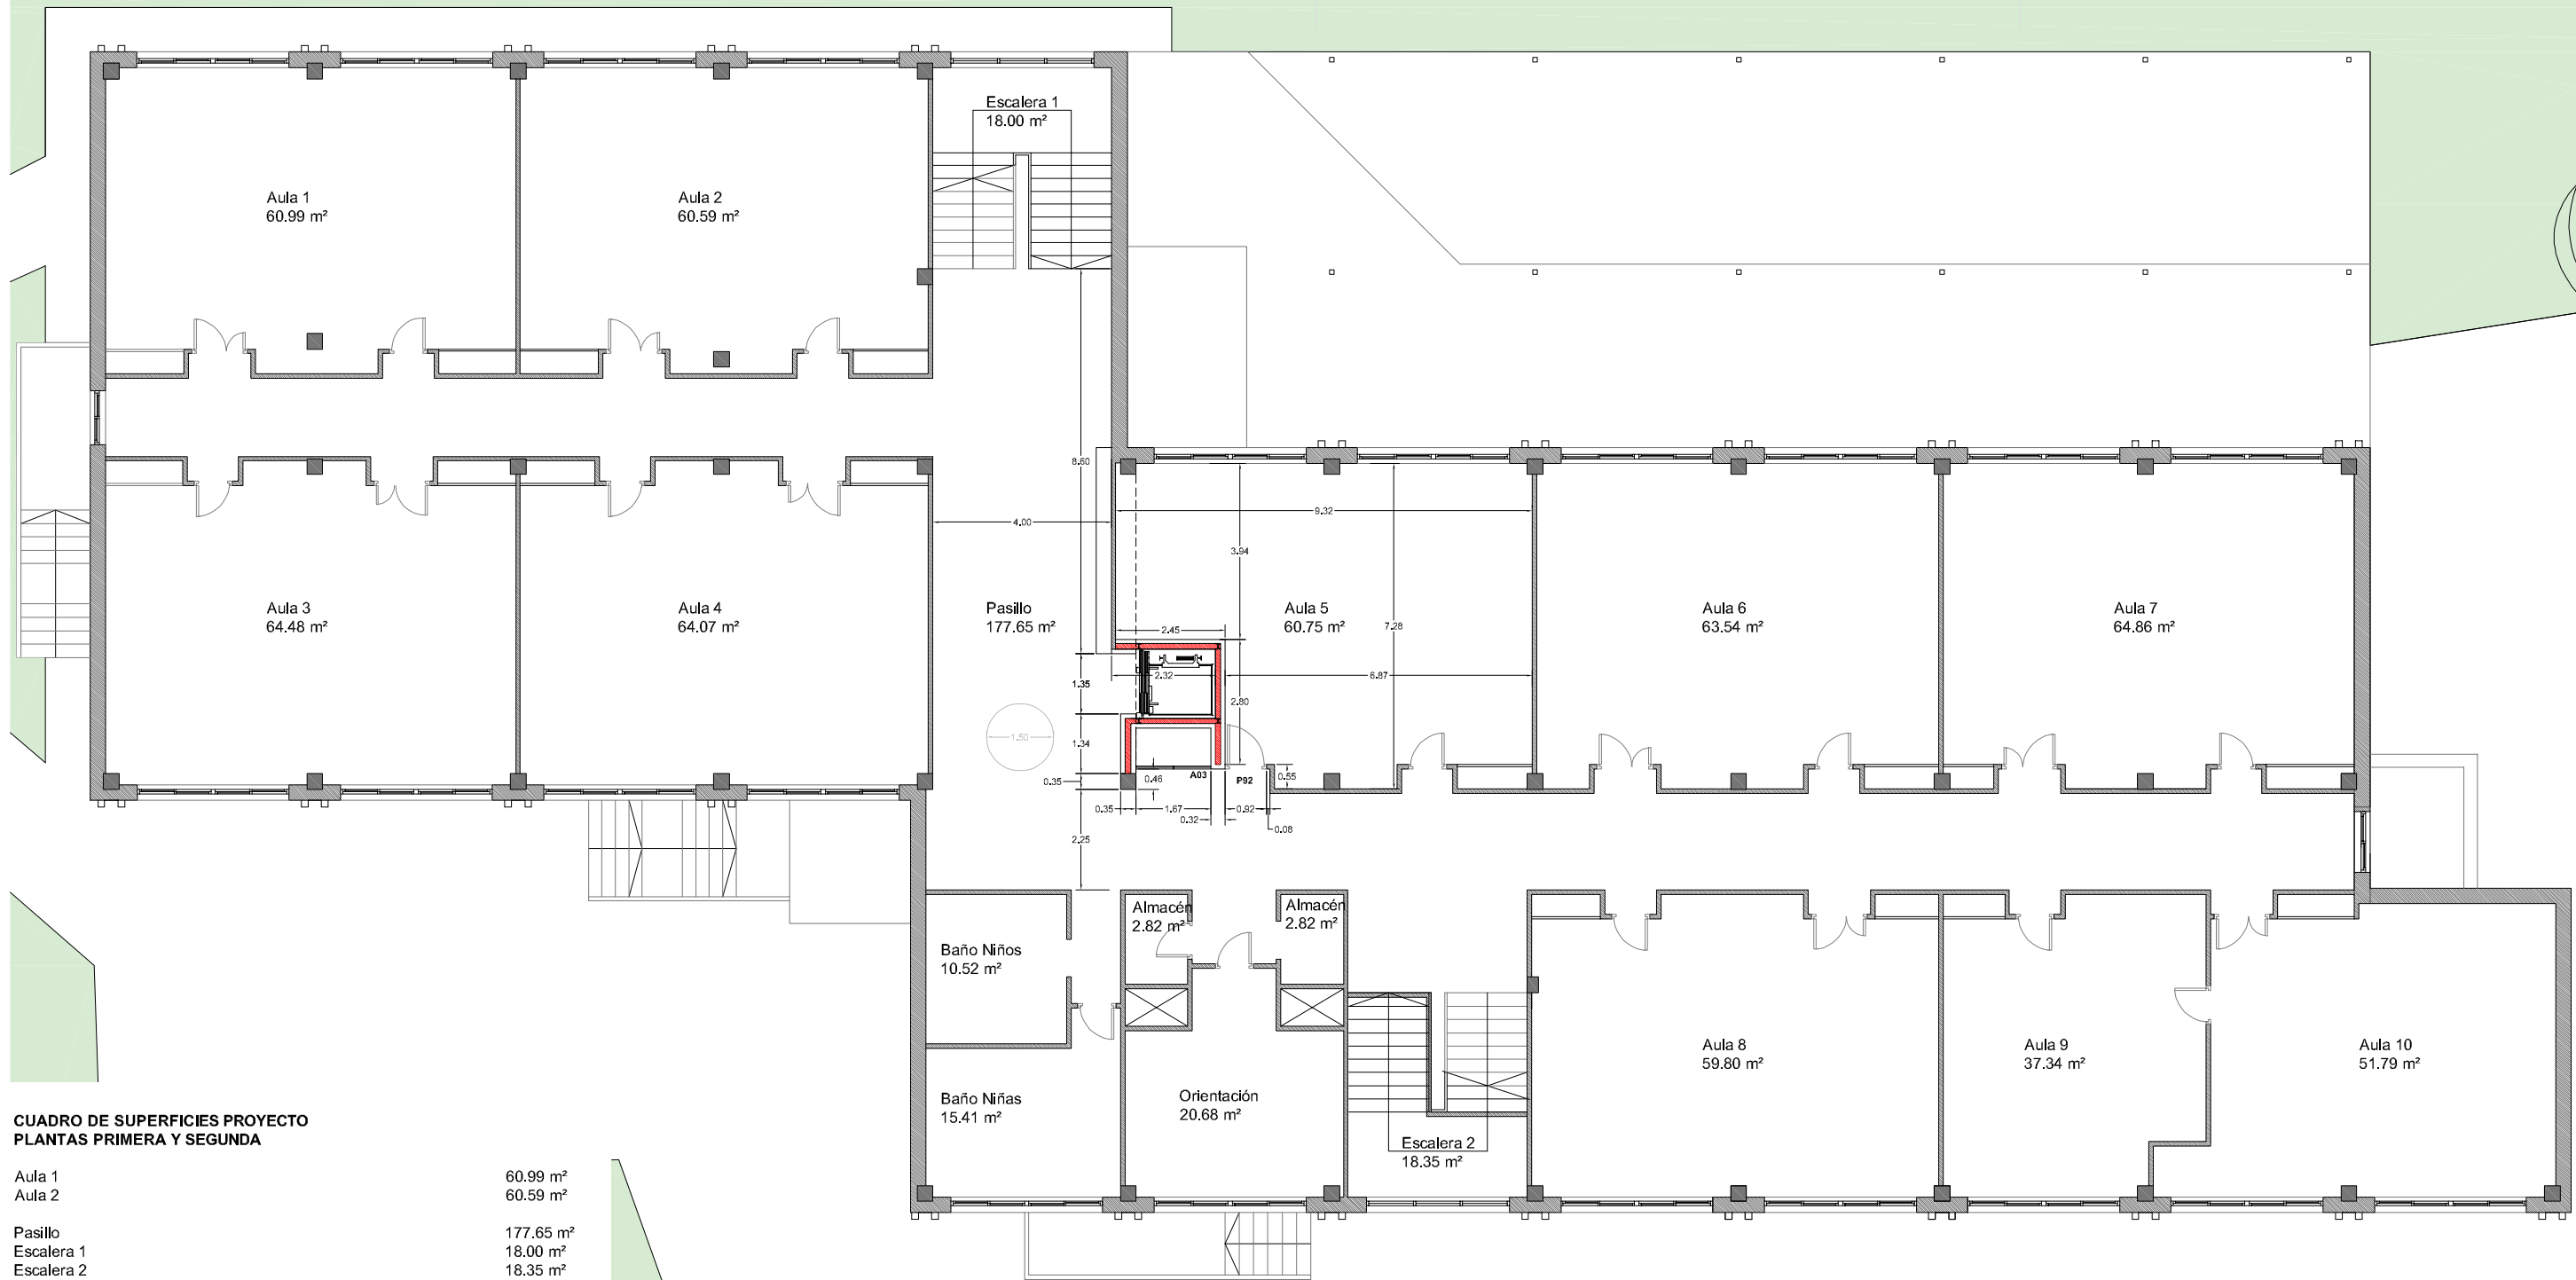 Escalera 1
18.00 m²
Aula 1
60.99 m²
Aula 2
60.59 m²
8.60
4.00
9.32
3.94
Aula 3
64.48 m²
Aula 4
64.07 m²
Pasillo
177.65 m²
Aula 5
60.75 m²
7.28
Aula 6
63.54 m²
Aula 7
64.86 m²
2.45
2.32
6.87
1.35
2.80
1.50
1.34
0.35
0.46
A03
P92
0.55
0.35
1.67
0.32
0.92
0.08
2.25
Almacén
2.82 m²
Almacén
2.82 m²
Baño Niños
10.52 m²
Baño Niñas
15.41 m²
Orientación
20.68 m²
Escalera 2
18.35 m²
Aula 8
59.80 m²
Aula 9
37.34 m²
Aula 10
51.79 m²
CUADRO DE SUPERFICIES PROYECTO
PLANTAS PRIMERA Y SEGUNDA
Aula 1 60.99 m²
Aula 2 60.59 m²
Pasillo 177.65 m²
Escalera 1 18.00 m²
Escalera 2 18.35 m²